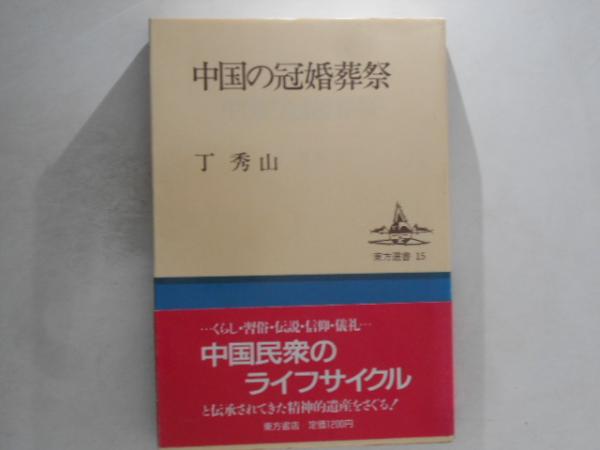 中国の冠婚葬祭
丁秀山
東方選書 15
…くらし・習俗・伝説・信仰・儀礼…
中国民衆の
ライフサイクル
と伝承されてきた精神的遺産をさぐる!
東方書店 定価1200円